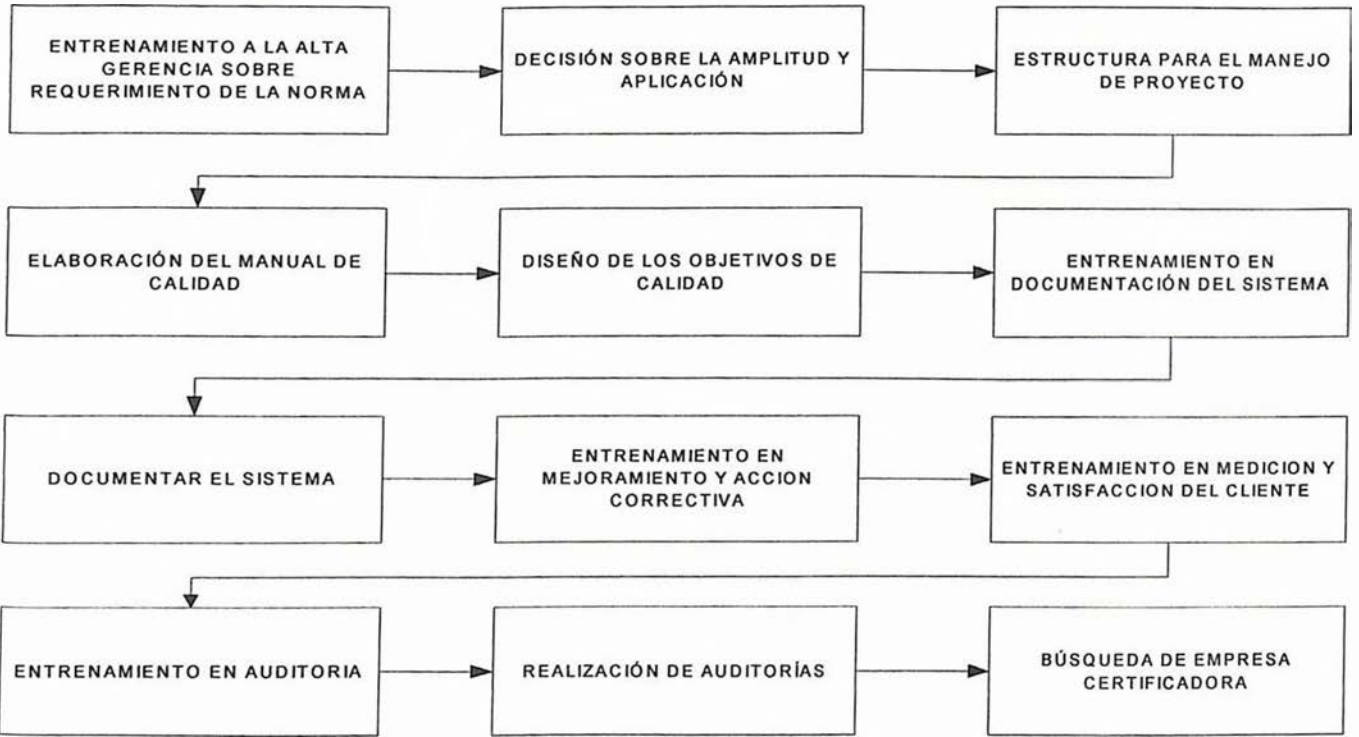 ENTRENAMIENTO A LA ALTA
GERENCIA SOBRE
REQUERIMIENTO DE LA NORMA
DECISIÓN SOBRE LA AMPLITUD Y
APLICACIÓN
ESTRUCTURA PARA EL MANEJO
DE PROYECTO
ELABORACIÓN DEL MANUAL DE
CALIDAD
DISEÑO DE LOS OBJETIVOS DE
CALIDAD
ENTRENAMIENTO EN
DOCUMENTACIÓN DEL SISTEMA
DOCUMENTAR EL SISTEMA
ENTRENAMIENTO EN
MEJORAMIENTO Y ACCION
CORRECTIVA
ENTRENAMIENTO EN MEDICION Y
SATISFACCION DEL CLIENTE
ENTRENAMIENTO EN AUDITORIA
REALIZACIÓN DE AUDITORÍAS
BÚSQUEDA DE EMPRESA
CERTIFICADORA